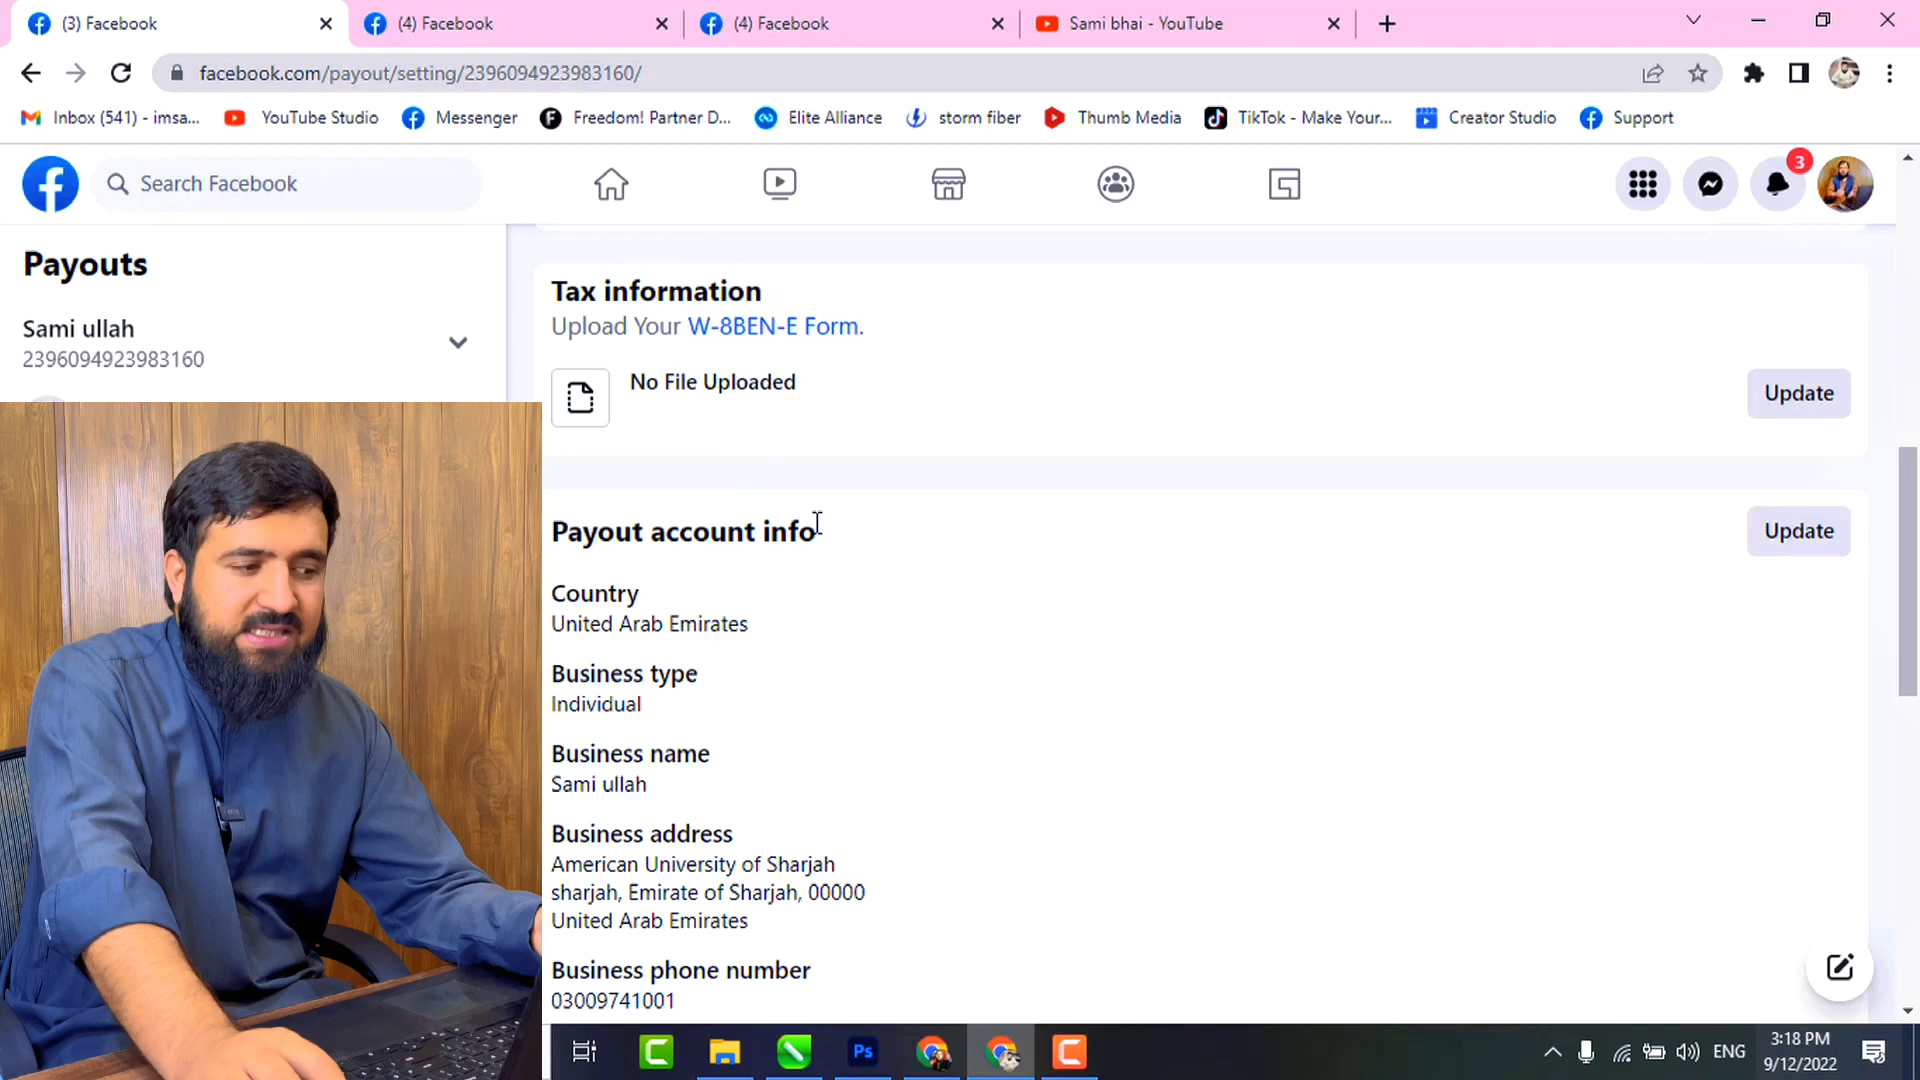 (3) Facebook
(4) Facebook
(4) Facebook
Sami bhai - YouTube
facebook.com/payout/setting/2396094923983160/
Inbox (541) - imsa...
YouTube Studio
Messenger
Freedom! Partner D...
Elite Alliance
storm fiber
Thumb Media
TikTok - Make Your...
Creator Studio
Support
Search Facebook
3
Payouts
Sami ullah
2396094923983160
Tax information
Upload Your W-8BEN-E Form.
No File Uploaded
Update
Payout account info
Update
Country
United Arab Emirates
Business type
Individual
Business name
Sami ullah
Business address
American University of Sharjah
sharjah, Emirate of Sharjah, 00000
United Arab Emirates
Business phone number
03009741001
Ps
ENG
3:18 PM
9/12/2022